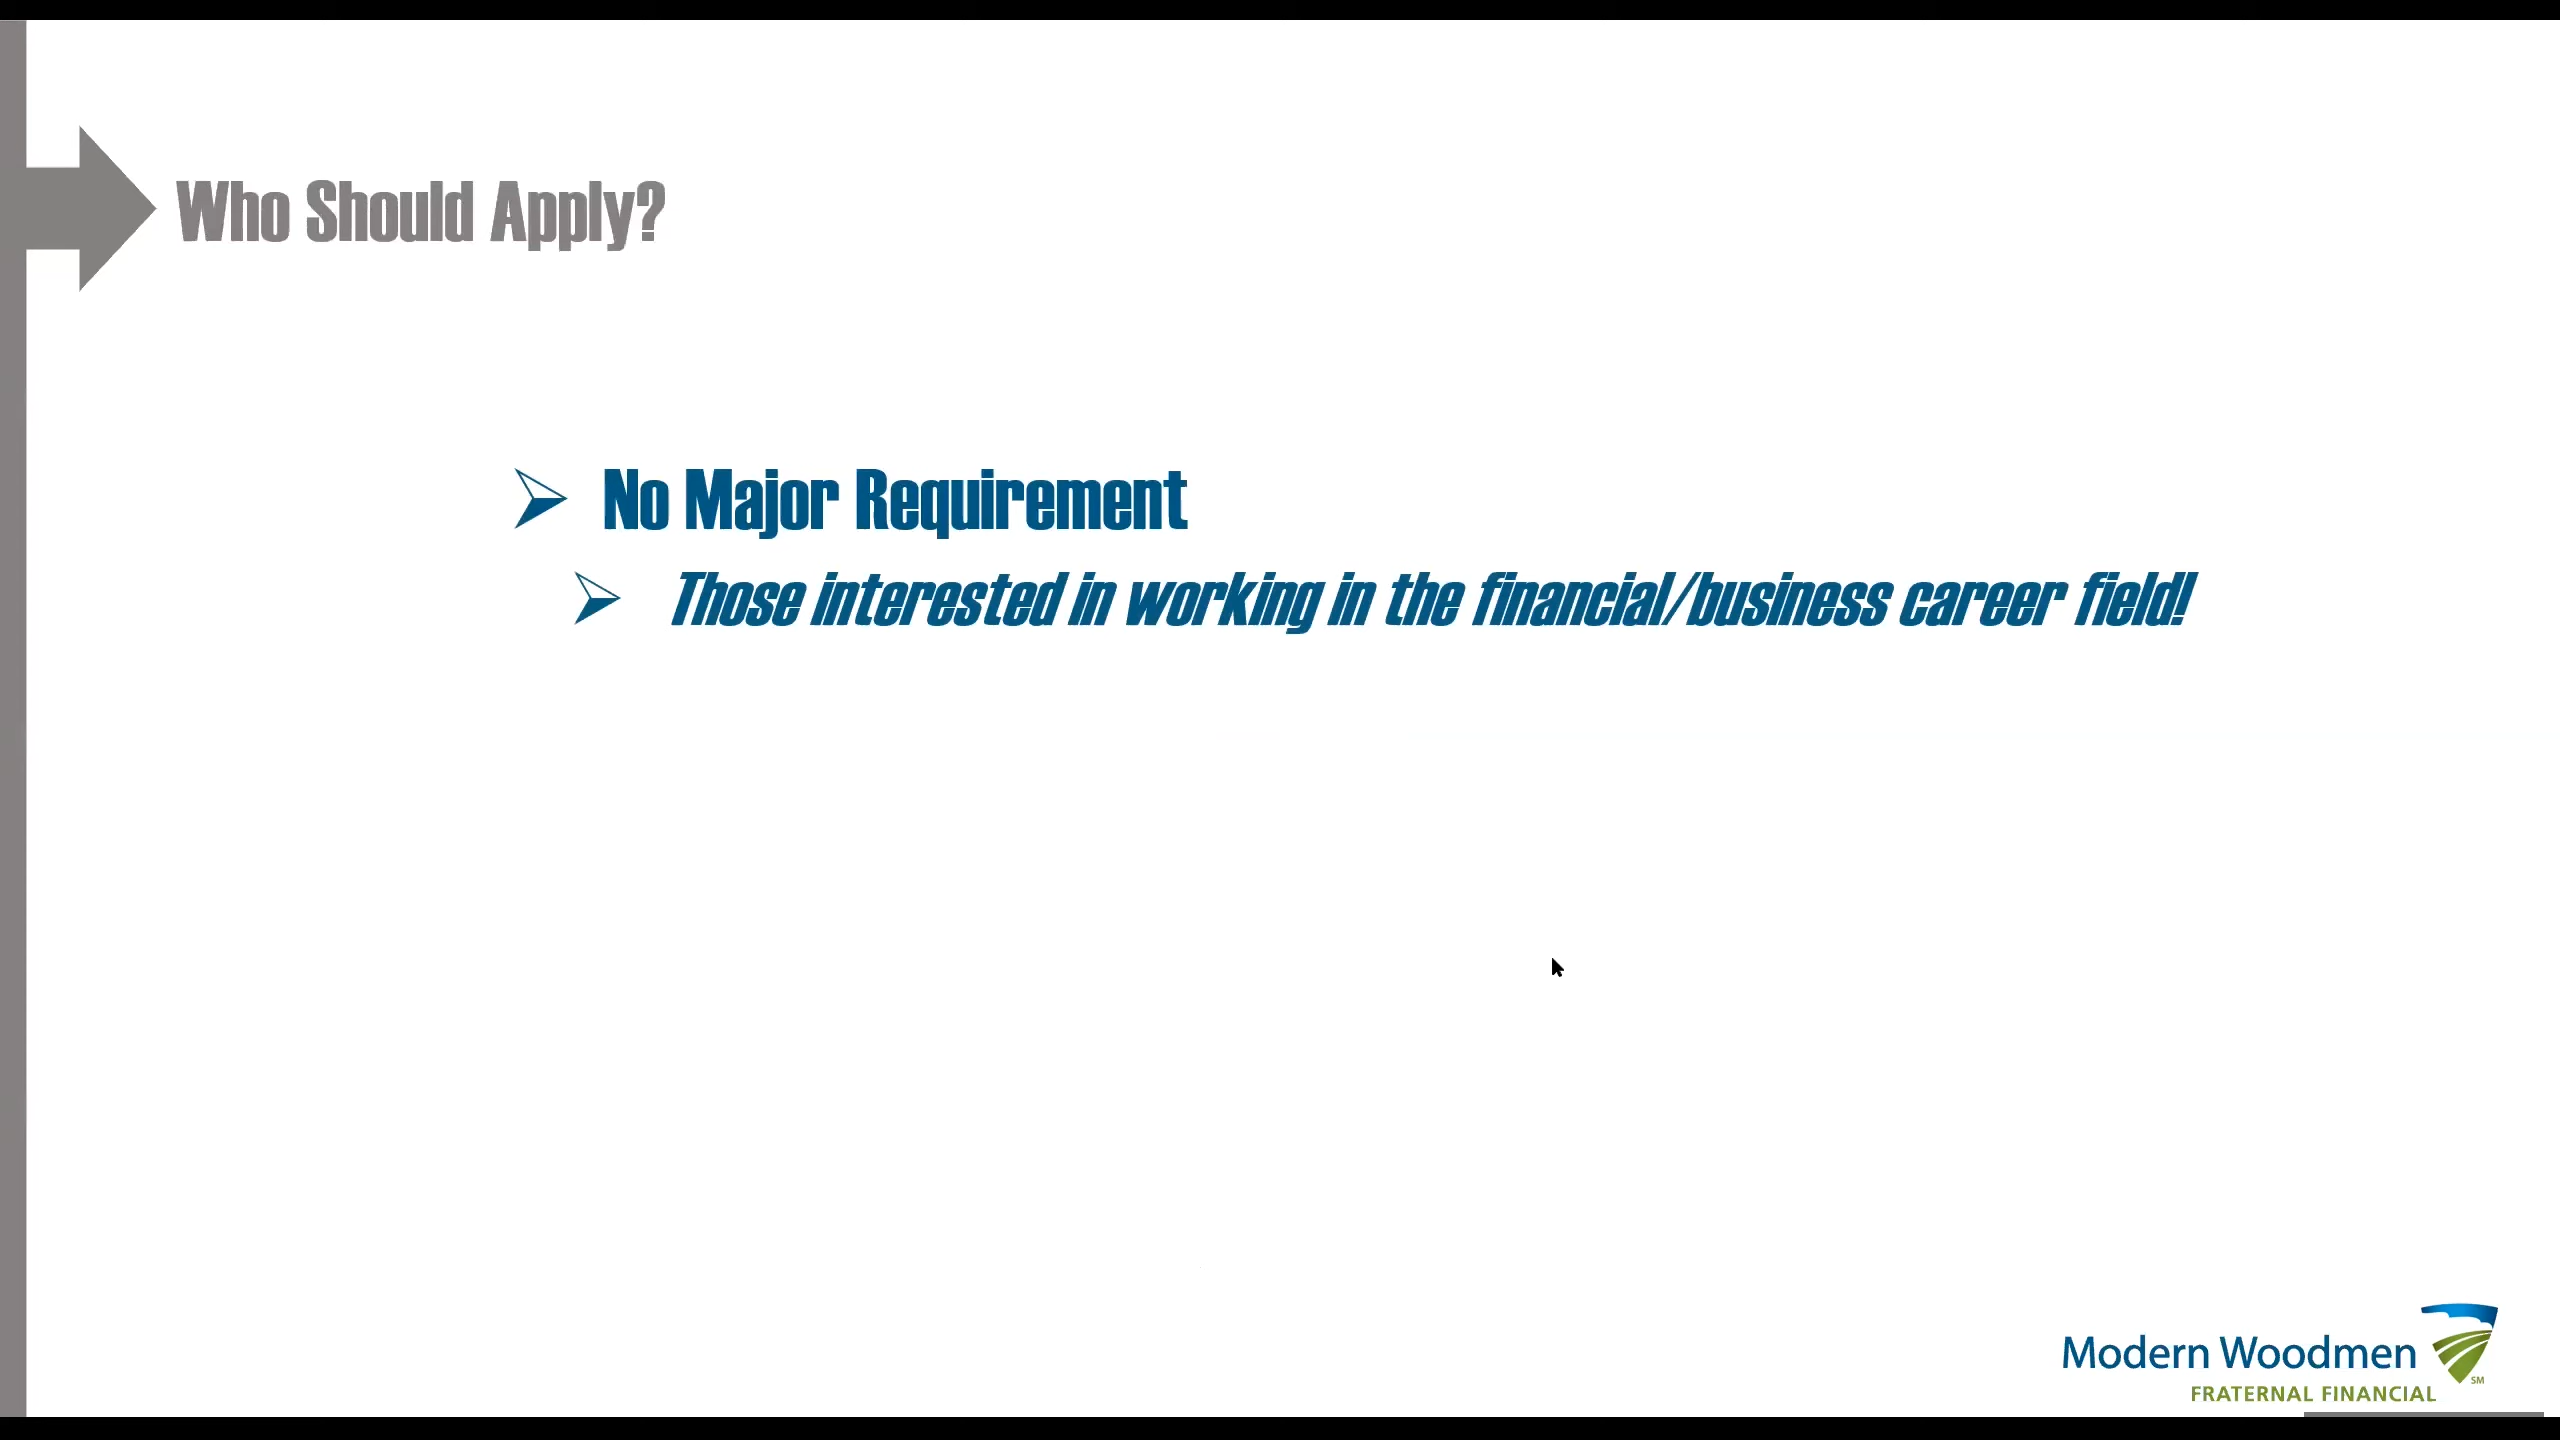 Who Should Apply?
No Major Requirement
Those interested in working in the financial/business career field!
Modern Woodmen
SM
FRATERNAL FINANCIAL